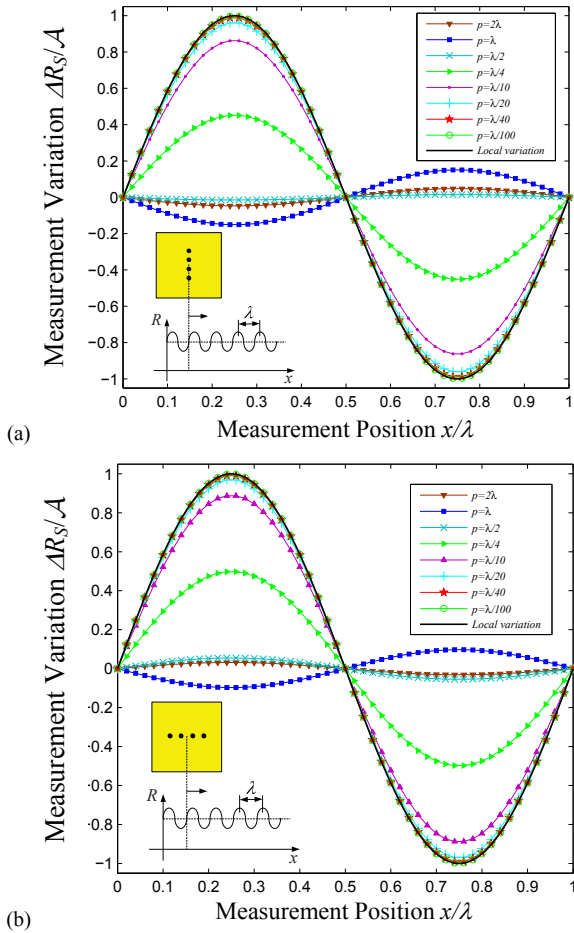 1
0.8
0.6
0.4
0.2
0
−0.2
−0.4
−0.6
−0.8
−1
Measurement Variation ΔR_S/A
p=2λ
p=λ
p=λ/2
p=λ/4
p=λ/10
p=λ/20
p=λ/40
p=λ/100
Local variation
R
λ
x
0 0.1 0.2 0.3 0.4 0.5 0.6 0.7 0.8 0.9 1
Measurement Position x/λ
(a)
1
0.8
0.6
0.4
0.2
0
−0.2
−0.4
−0.6
−0.8
−1
Measurement Variation ΔR_S/A
p=2λ
p=λ
p=λ/2
p=λ/4
p=λ/10
p=λ/20
p=λ/40
p=λ/100
Local variation
R
λ
x
0 0.1 0.2 0.3 0.4 0.5 0.6 0.7 0.8 0.9 1
Measurement Position x/λ
(b)